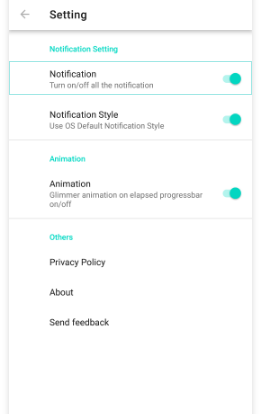 Setting
Notification Setting
Notification
Turn on/off all the notification
Notification Style
Use OS Default Notification Style
Animation
Animation
Glimmer animation on elapsed progressbar
on/off
Others
Privacy Policy
About
Send feedback